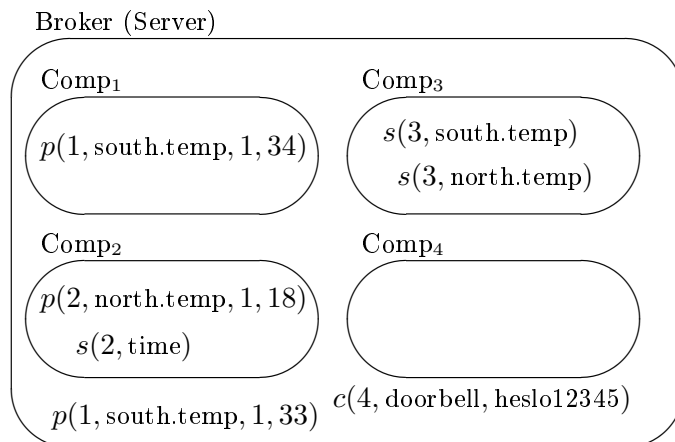 Broker (Server)
Comp₁
p(1, south.temp, 1, 34)
Comp₃
s(3, south.temp)
s(3, north.temp)
Comp₂
p(2, north.temp, 1, 18)
s(2, time)
Comp₄
p(1, south.temp, 1, 33)
c(4, doorbell, heslo12345)